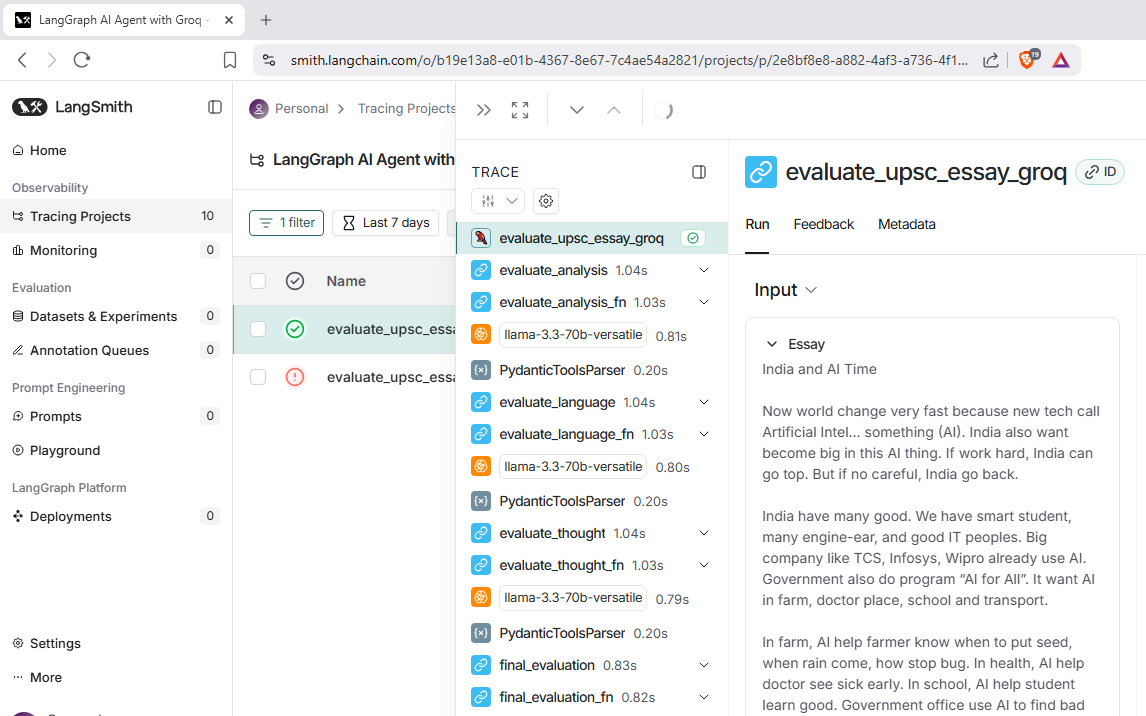 LangGraph AI Agent with Groq -
smith.langchain.com/o/b19e13a8-e01b-4367-8e67-7c4ae54a2821/projects/p/2e8bf8e8-a882-4af3-a736-4f1...
19
LangSmith
Home
Observability
Tracing Projects 10
Monitoring 0
Evaluation
Datasets & Experiments 0
Annotation Queues 0
Prompt Engineering
Prompts 0
Playground
LangGraph Platform
Deployments 0
Settings
More
Personal
Tracing Projects
LangGraph AI Agent with
1 filter
Last 7 days
Name
evaluate_upsc_essa
evaluate_upsc_essa
TRACE
evaluate_upsc_essay_groq
evaluate_analysis 1.04s
evaluate_analysis_fn 1.03s
llama-3.3-70b-versatile 0.81s
PydanticToolsParser 0.20s
evaluate_language 1.04s
evaluate_language_fn 1.03s
llama-3.3-70b-versatile 0.80s
PydanticToolsParser 0.20s
evaluate_thought 1.04s
evaluate_thought_fn 1.03s
llama-3.3-70b-versatile 0.79s
PydanticToolsParser 0.20s
final_evaluation 0.83s
final_evaluation_fn 0.82s
evaluate_upsc_essay_groq ID
Run Feedback Metadata
Input
Essay
India and AI Time
Now world change very fast because new tech call
Artificial Intel... something (AI). India also want
become big in this AI thing. If work hard, India can
go top. But if no careful, India go back.
India have many good. We have smart student,
many engine-ear, and good IT peoples. Big
company like TCS, Infosys, Wipro already use AI.
Government also do program “AI for All”. It want AI
in farm, doctor place, school and transport.
In farm, AI help farmer know when to put seed,
when rain come, how stop bug. In health, AI help
doctor see sick early. In school, AI help student
learn good. Government office use AI to find bad